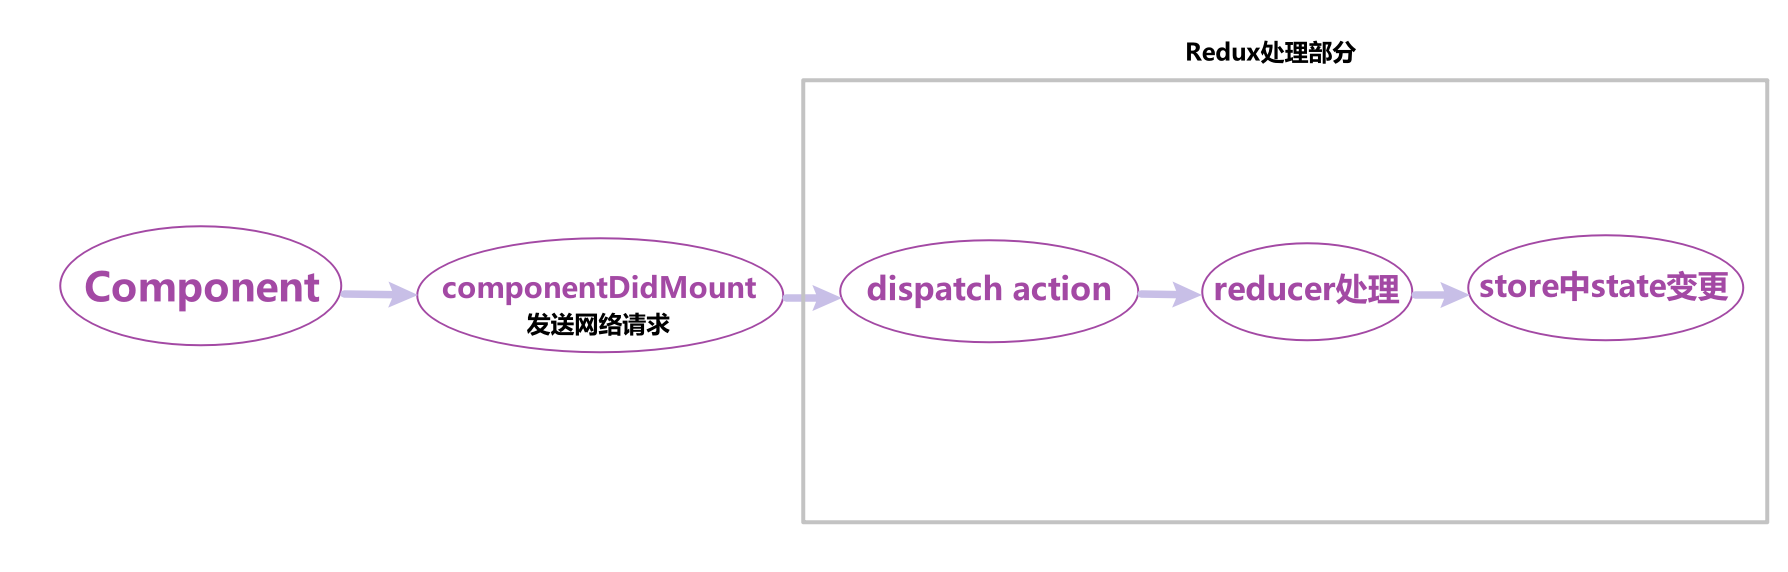 Redux处理部分
Component
componentDidMount
发送网络请求
dispatch action
reducer处理
store中state变更